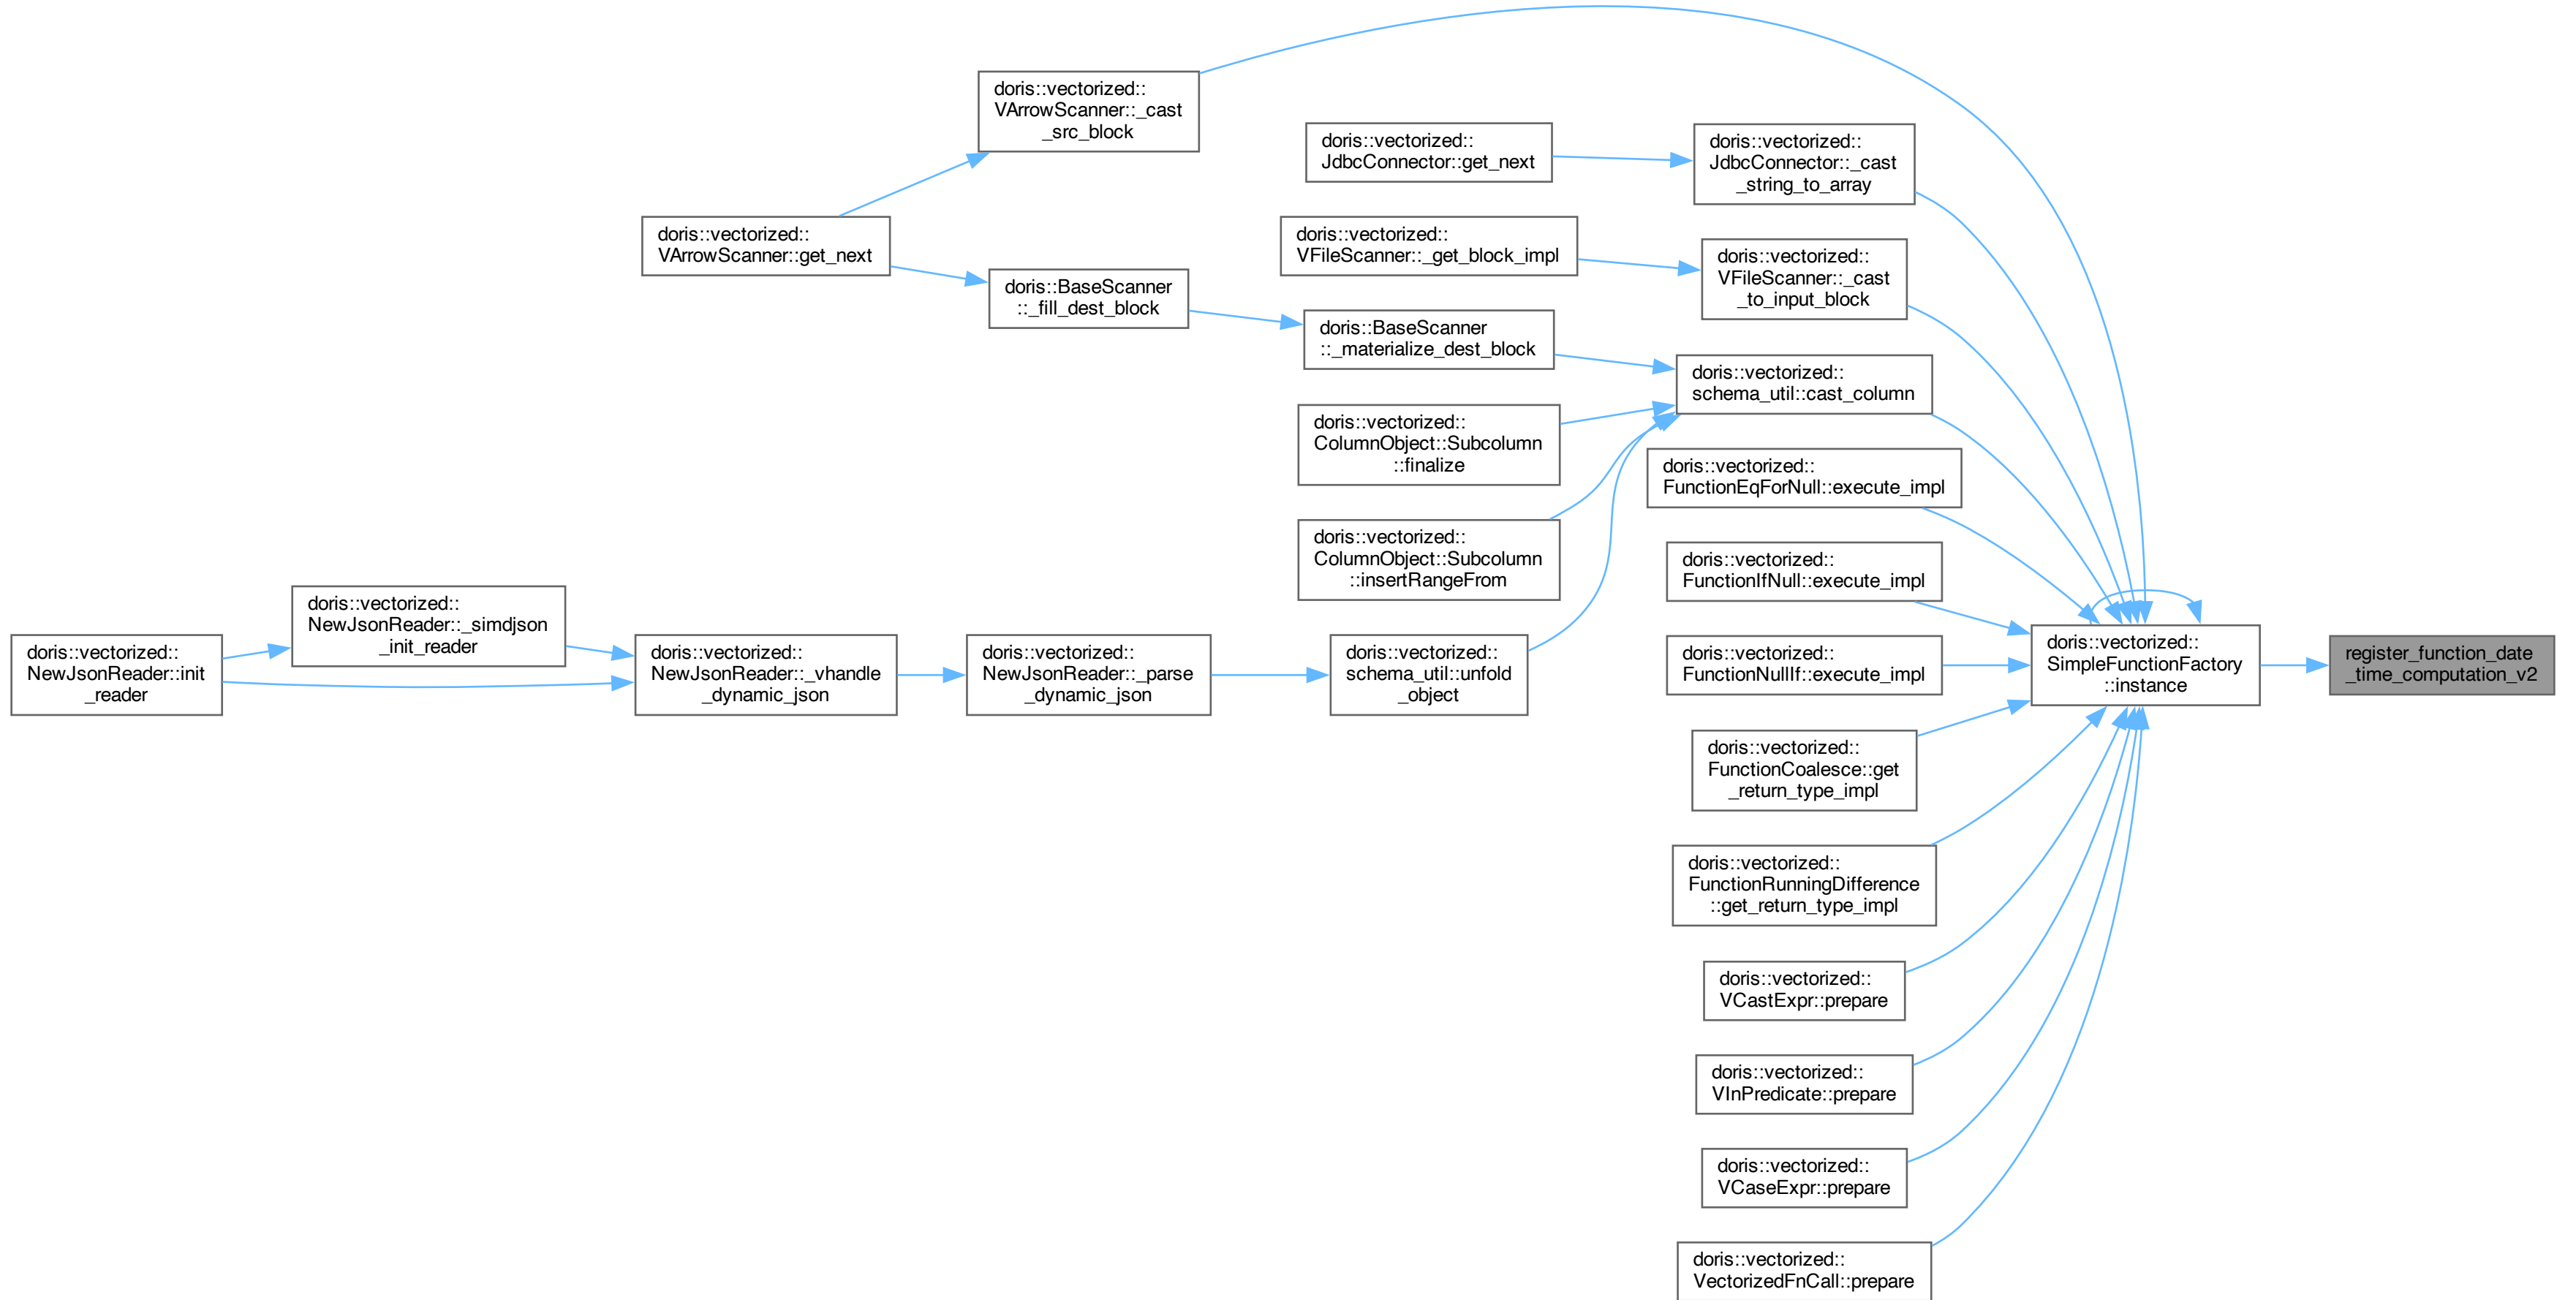 doris::vectorized::
VArrowScanner::_cast
_src_block
doris::vectorized::
JdbcConnector::get_next
doris::vectorized::
JdbcConnector::_cast
_string_to_array
doris::vectorized::
VArrowScanner::get_next
doris::vectorized::
VFileScanner::_get_block_impl
doris::vectorized::
VFileScanner::_cast
_to_input_block
doris::BaseScanner
::_fill_dest_block
doris::BaseScanner
::_materialize_dest_block
doris::vectorized::
schema_util::cast_column
doris::vectorized::
ColumnObject::Subcolumn
::finalize
doris::vectorized::
FunctionEqForNull::execute_impl
doris::vectorized::
ColumnObject::Subcolumn
::insertRangeFrom
doris::vectorized::
FunctionIfNull::execute_impl
doris::vectorized::
NewJsonReader::init
_reader
doris::vectorized::
NewJsonReader::_simdjson
_init_reader
doris::vectorized::
NewJsonReader::_vhandle
_dynamic_json
doris::vectorized::
NewJsonReader::_parse
_dynamic_json
doris::vectorized::
schema_util::unfold
_object
doris::vectorized::
FunctionNullIf::execute_impl
doris::vectorized::
SimpleFunctionFactory
::instance
register_function_date
_time_computation_v2
doris::vectorized::
FunctionCoalesce::get
_return_type_impl
doris::vectorized::
FunctionRunningDifference
::get_return_type_impl
doris::vectorized::
VCastExpr::prepare
doris::vectorized::
VInPredicate::prepare
doris::vectorized::
VCaseExpr::prepare
doris::vectorized::
VectorizedFnCall::prepare